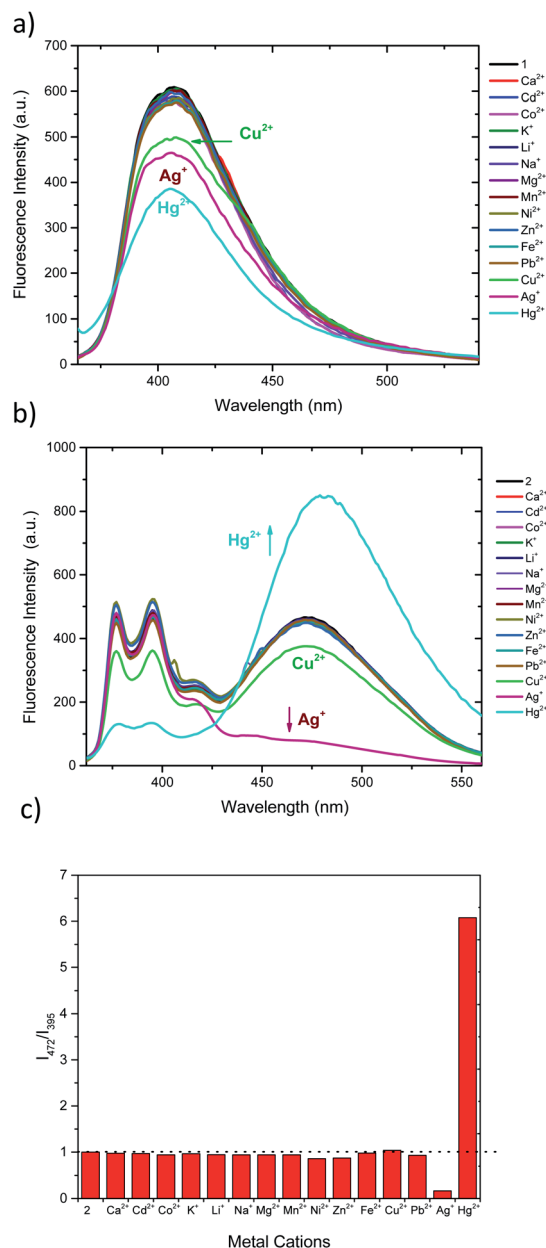 a)
700
600
500
400
300
200
100
0
Fluorescence Intensity (a.u.)
400
450
500
Wavelength (nm)
Cu²⁺
Ag⁺
Hg²⁺
1
Ca²⁺
Cd²⁺
Co²⁺
K⁺
Li⁺
Na⁺
Mg²⁺
Mn²⁺
Ni²⁺
Zn²⁺
Fe²⁺
Pb²⁺
Cu²⁺
Ag⁺
Hg²⁺
b)
1000
800
600
400
200
0
Fluorescence Intensity (a.u.)
400
450
500
550
Wavelength (nm)
Hg²⁺
Cu²⁺
Ag⁺
2
Ca²⁺
Cd²⁺
Co²⁺
K⁺
Li⁺
Na⁺
Mg²⁺
Mn²⁺
Ni²⁺
Zn²⁺
Fe²⁺
Pb²⁺
Cu²⁺
Ag⁺
Hg²⁺
c)
7
6
5
4
3
2
1
0
I₄₇₂/I₃₉₅
2 Ca²⁺ Cd²⁺ Co²⁺ K⁺ Li⁺ Na⁺ Mg²⁺ Mn²⁺ Ni²⁺ Zn²⁺ Fe²⁺ Cu²⁺ Pb²⁺ Ag⁺ Hg²⁺
Metal Cations